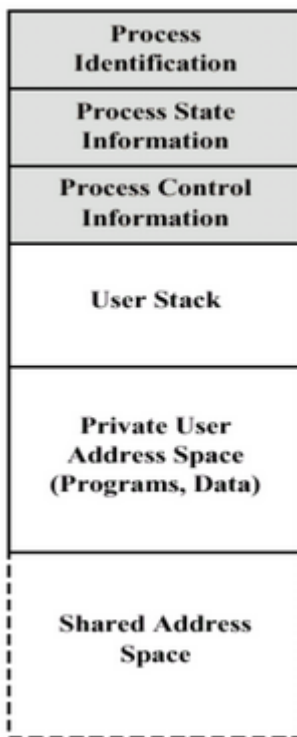 Process
Identification
Process State
Information
Process Control
Information
User Stack
Private User
Address Space
(Programs, Data)
Shared Address
Space